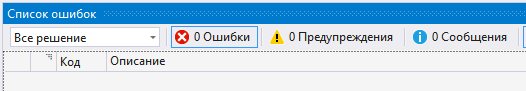 Список ошибок
Все решение 0 Ошибки 0 Предупреждения 0 Сообщения
Код Описание